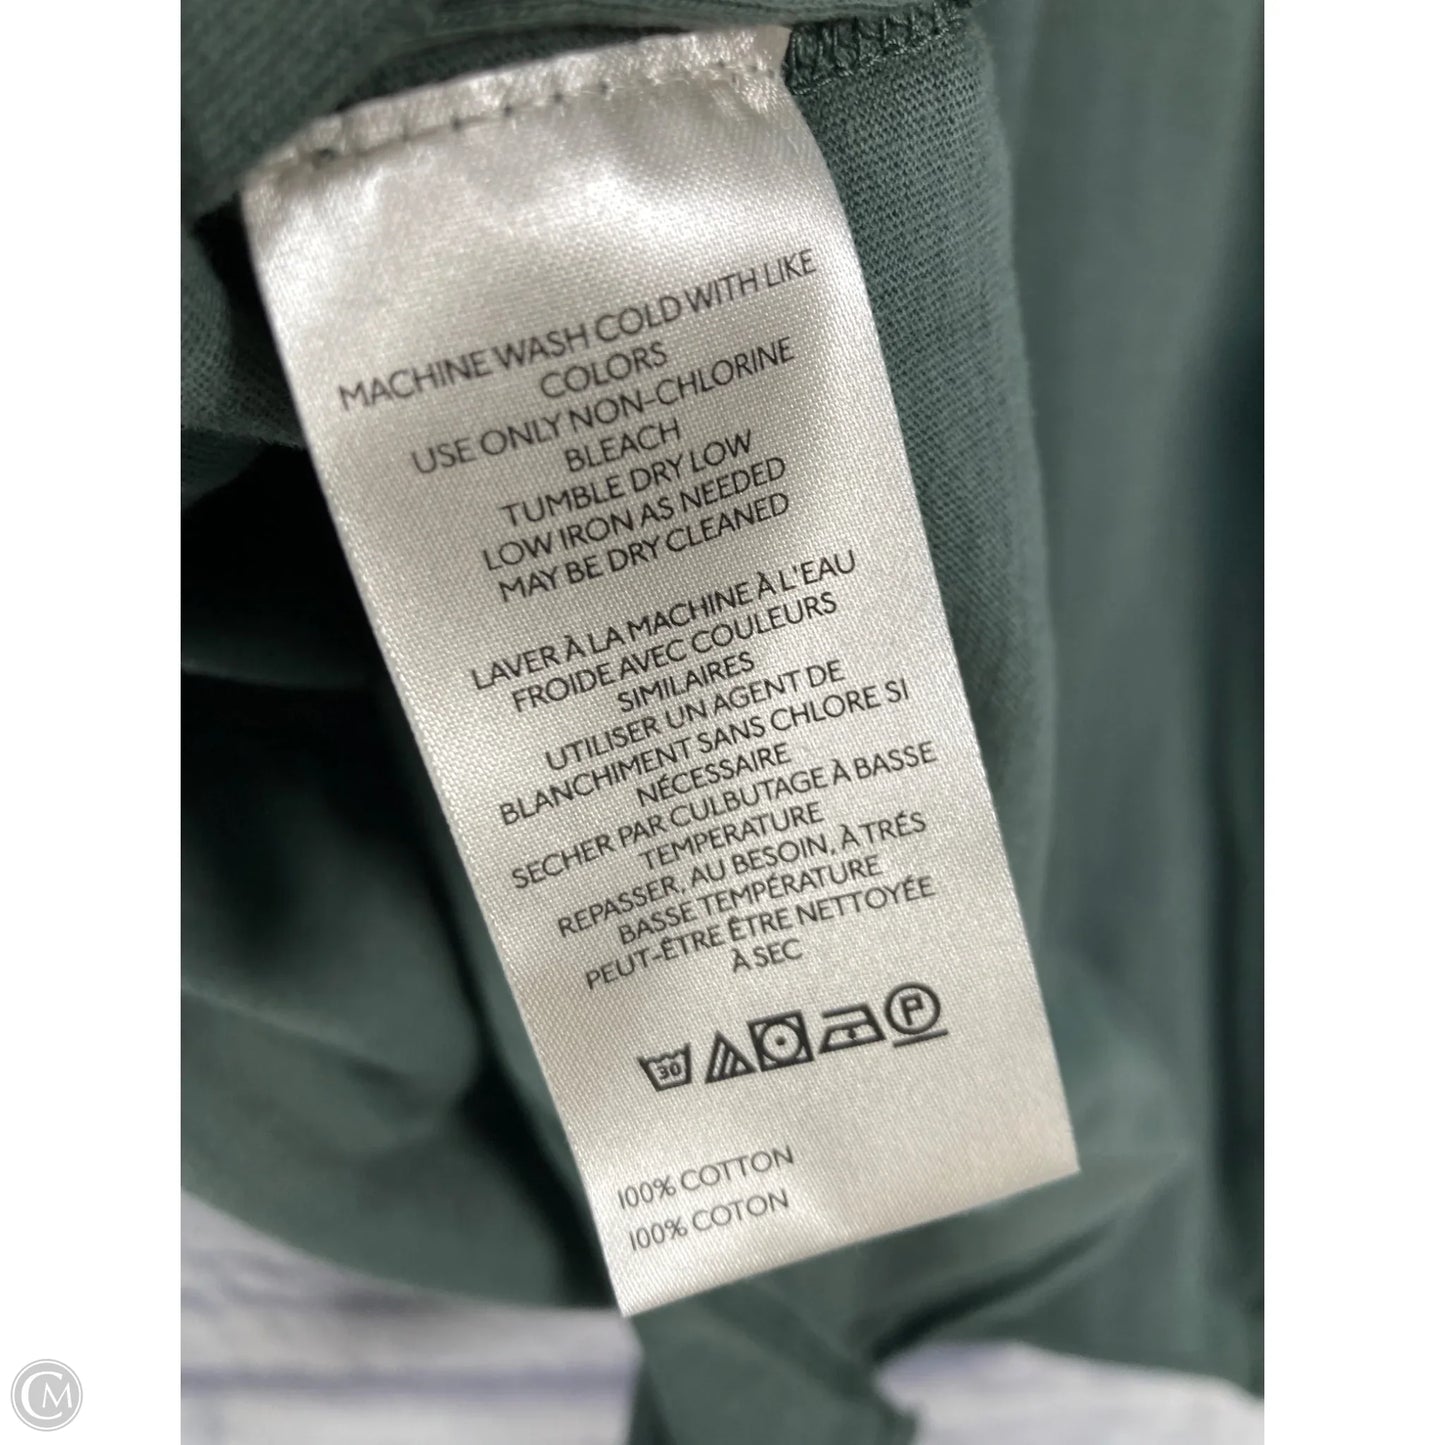 MACHINE WASH COLD WITH LIKE
COLORS
USE ONLY NON-CHLORINE
BLEACH
TUMBLE DRY LOW
LOW IRON AS NEEDED
MAY BE DRY CLEANED
LAVER À LA MACHINE À L'EAU
FROIDE AVEC COULEURS
SIMILAIRES
UTILISER UN AGENT DE
BLANCHIMENT SANS CHLORE SI
NÉCESSAIRE
SECHER PAR CULBUTAGE À BASSE
TEMPERATURE
REPASSER, AU BESOIN, À TRÉS
BASSE TEMPÉRATURE
PEUT-ÊTRE ÊTRE NETTOYÉE
À SEC
30 P
100% COTTON
100% COTON
CM